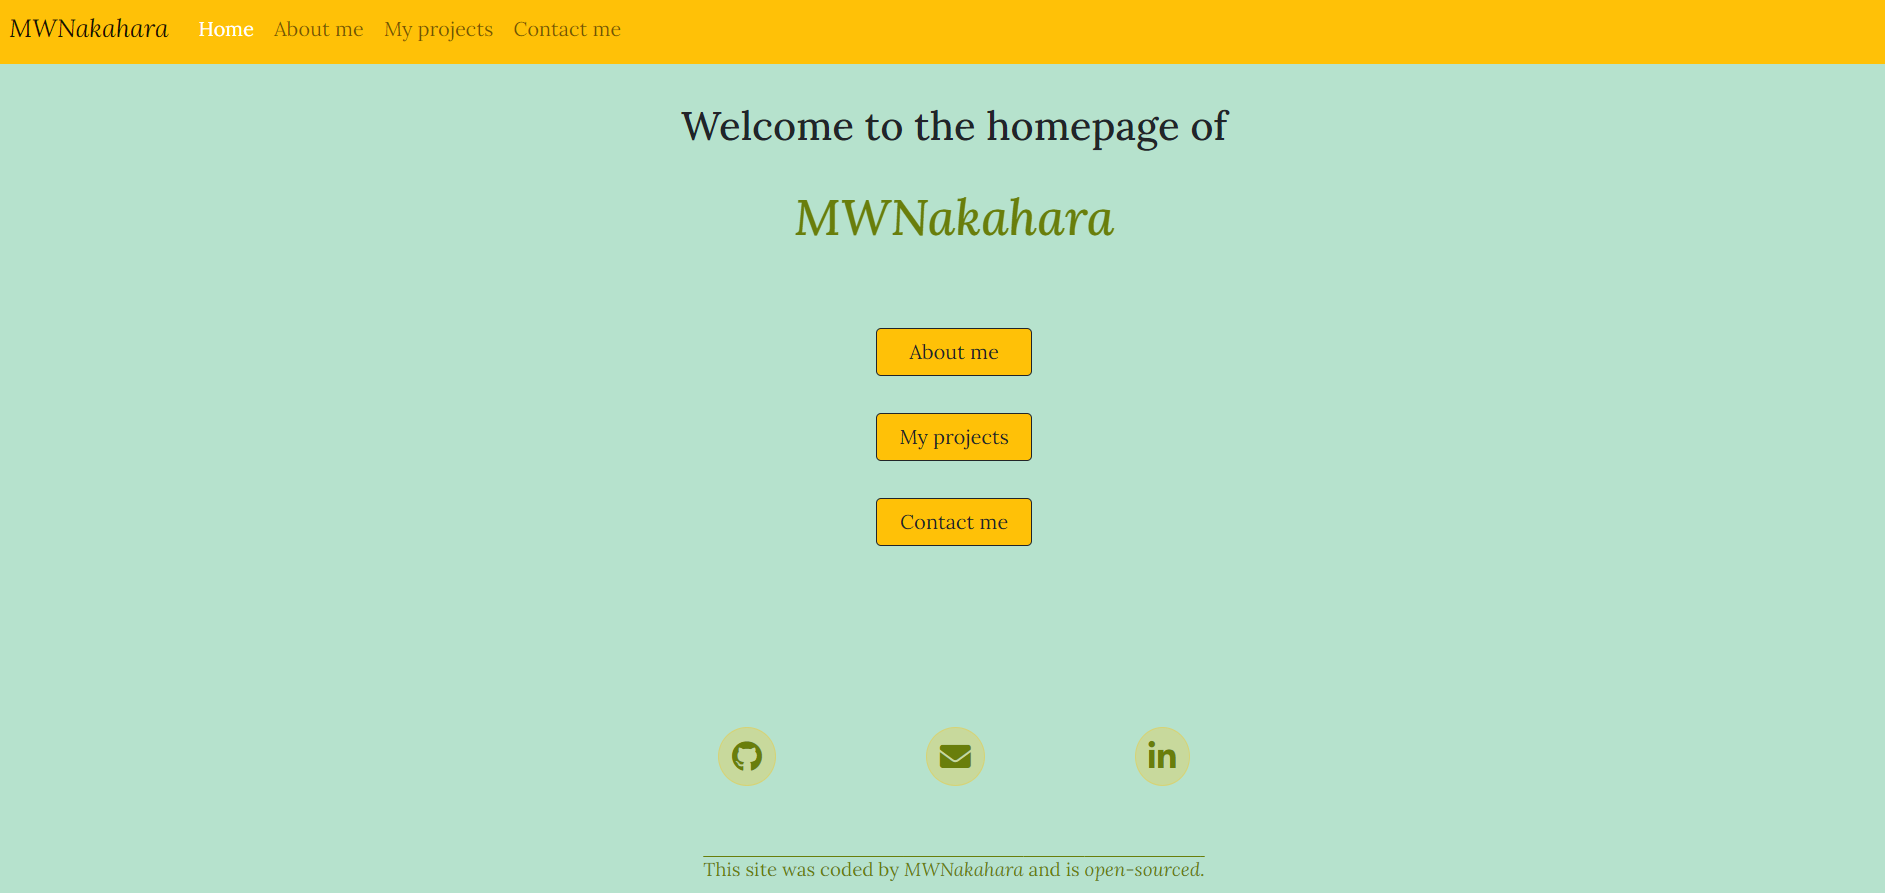 MWNakahara Home About me My projects Contact me
Welcome to the homepage of
MWNakahara
About me
My projects
Contact me
in
This site was coded by MWNakahara and is open-sourced.